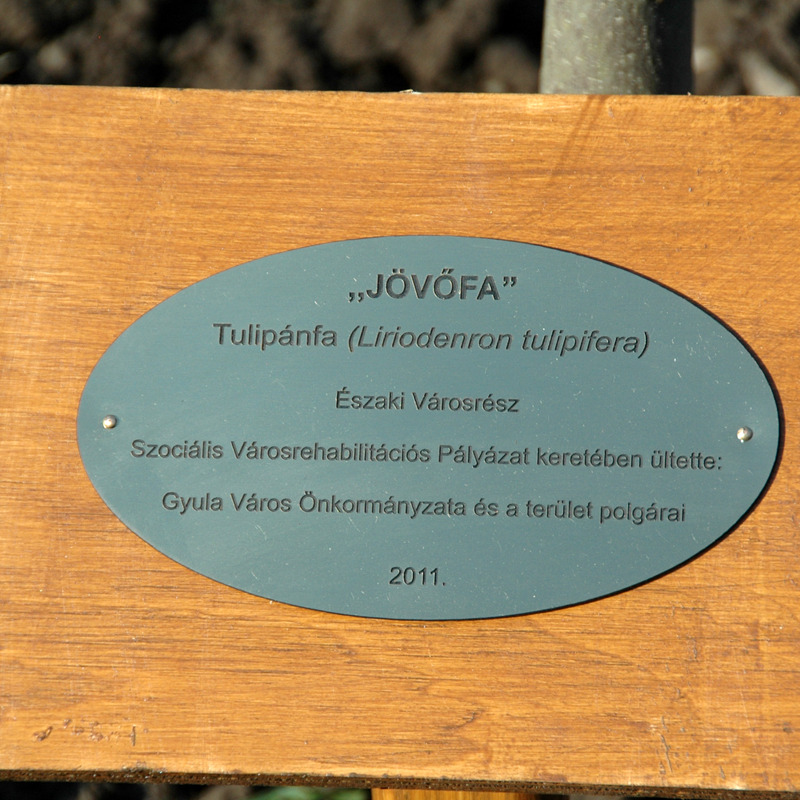 „JÖVŐFA”
Tulipánfa (Liriodenron tulipifera)
Északi Városrész
Szociális Városrehabilitációs Pályázat keretében ültette:
Gyula Város Önkormányzata és a terület polgárai
2011.